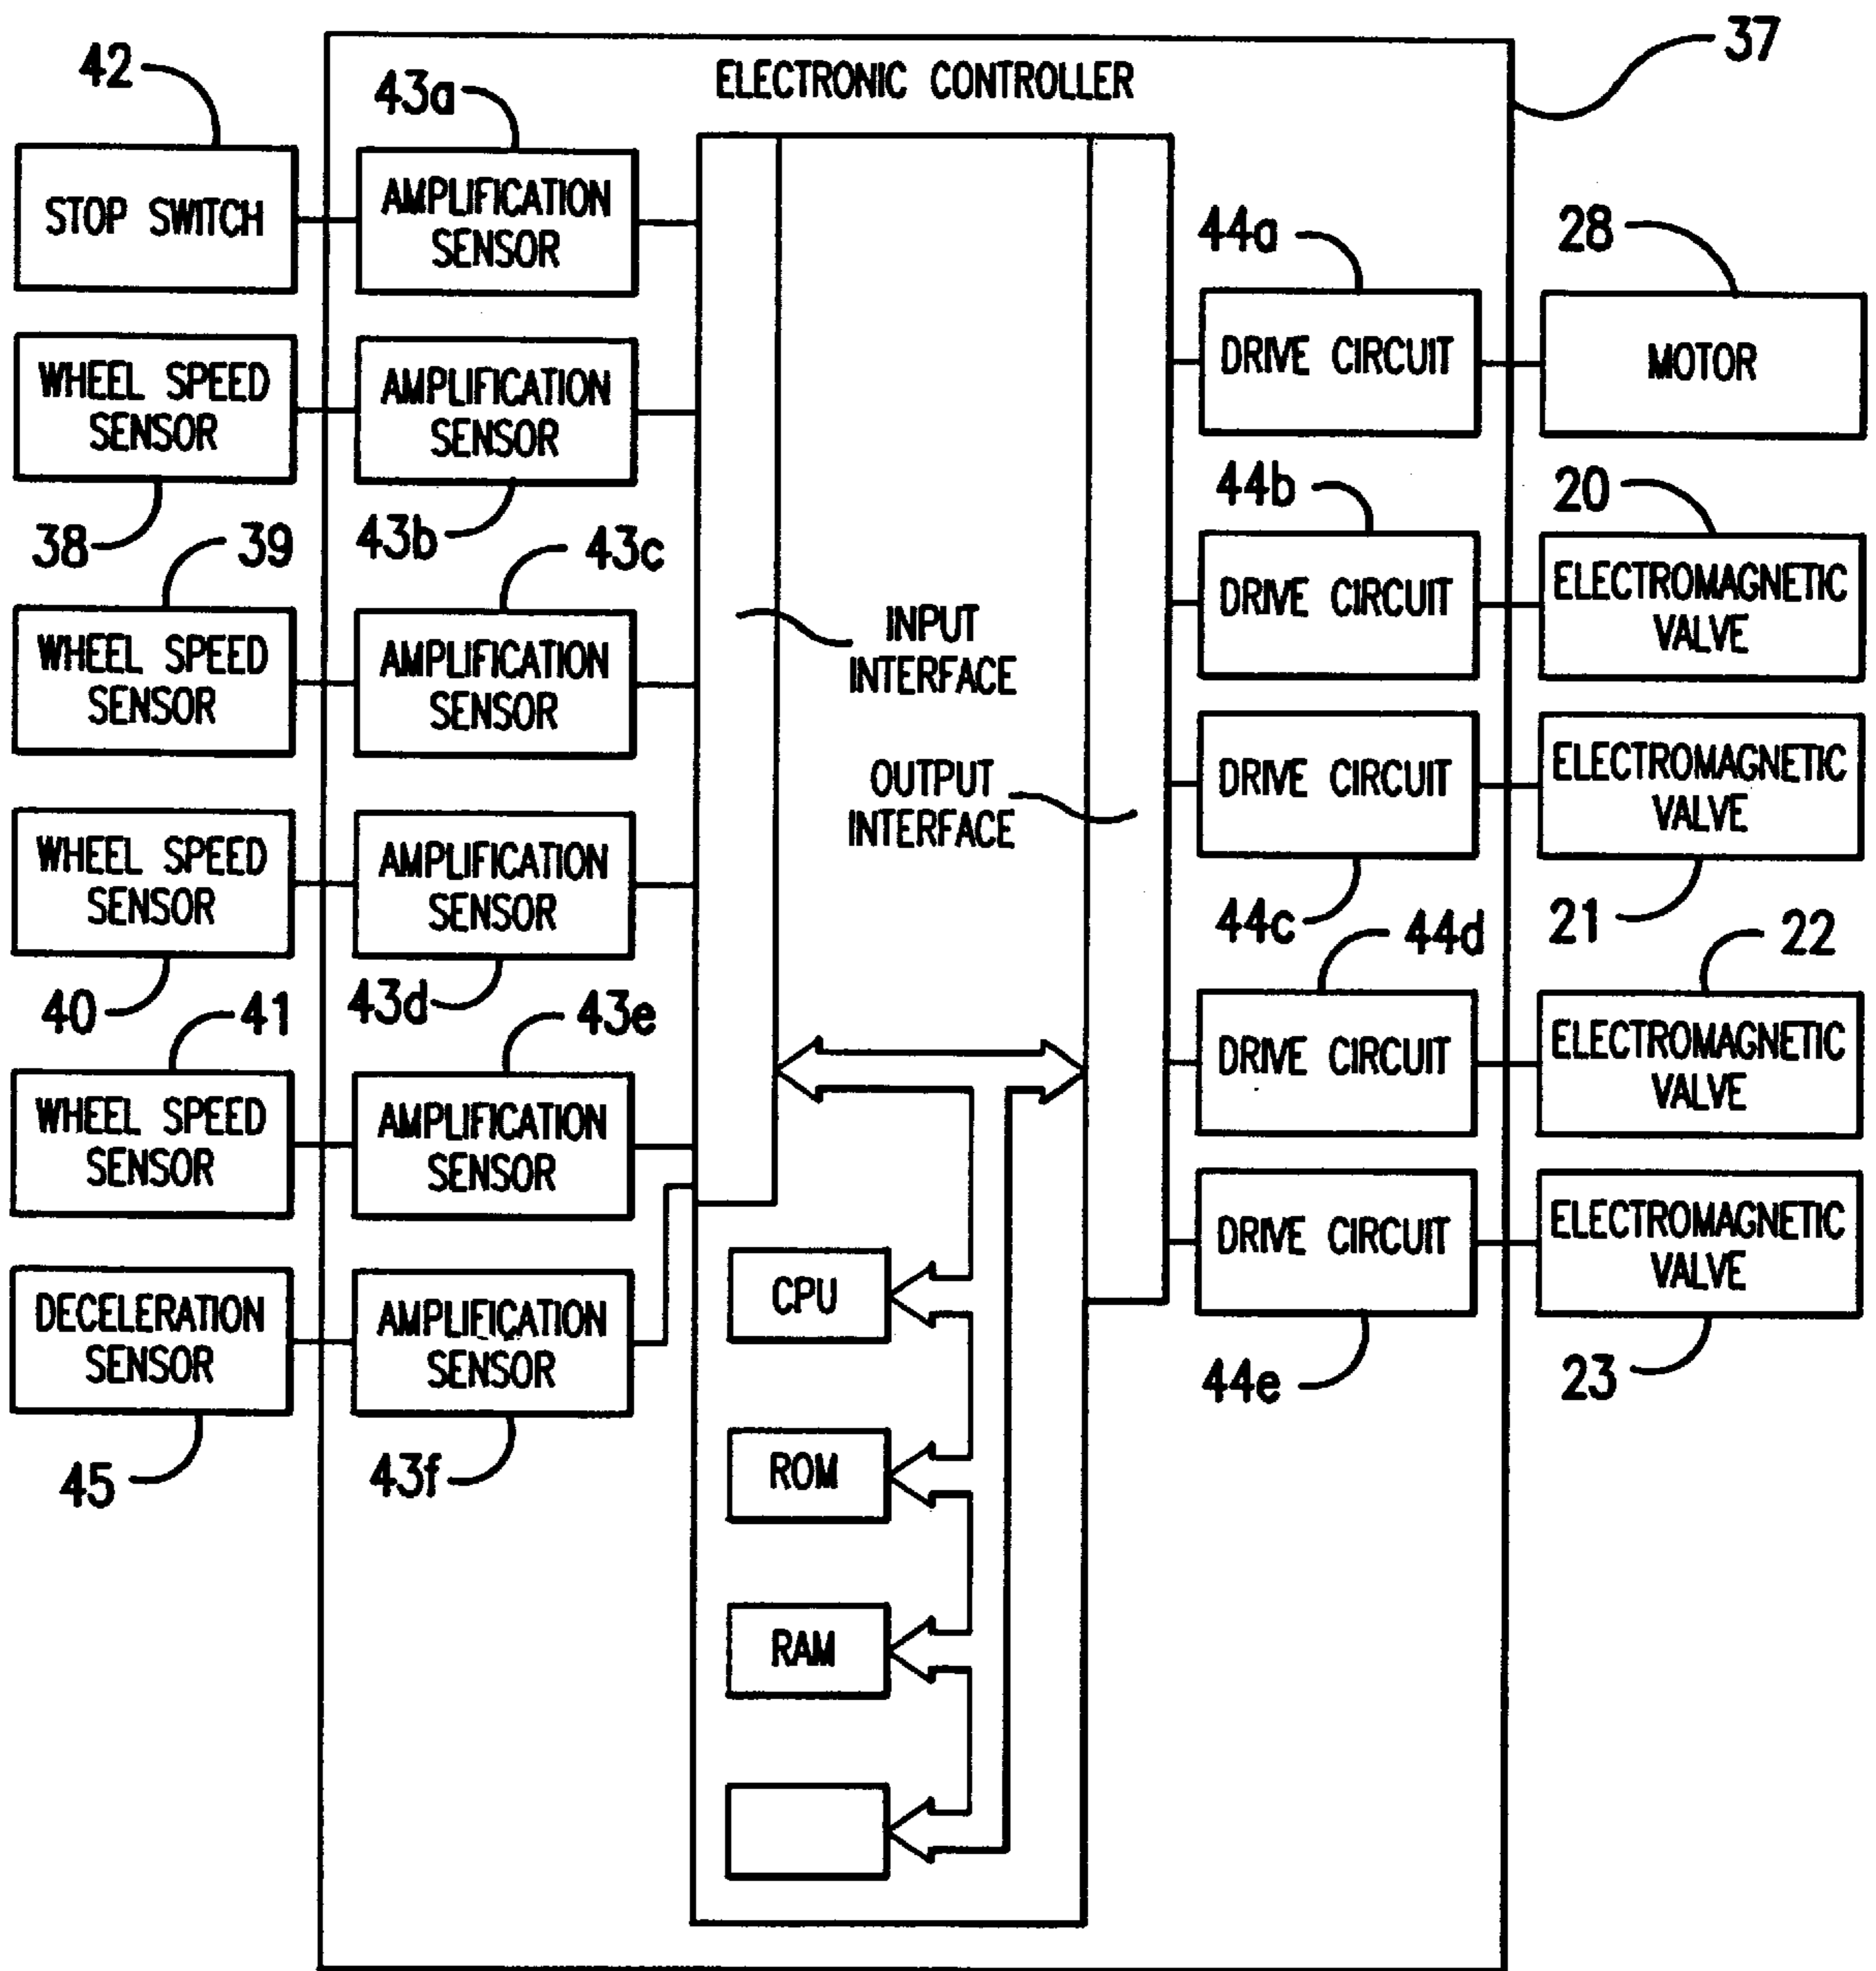 37
ELECTRONIC CONTROLLER
42
43a
STOP SWITCH
AMPLIFICATION
SENSOR
WHEEL SPEED
SENSOR
AMPLIFICATION
SENSOR
38
43b
39
43c
WHEEL SPEED
SENSOR
AMPLIFICATION
SENSOR
WHEEL SPEED
SENSOR
AMPLIFICATION
SENSOR
40
43d
41
43e
WHEEL SPEED
SENSOR
AMPLIFICATION
SENSOR
DECELERATION
SENSOR
AMPLIFICATION
SENSOR
45
43f
INPUT
INTERFACE
OUTPUT
INTERFACE
CPU
ROM
RAM
44a
28
DRIVE CIRCUIT
MOTOR
44b
20
DRIVE CIRCUIT
ELECTROMAGNETIC
VALVE
DRIVE CIRCUIT
ELECTROMAGNETIC
VALVE
44c
21
44d
22
DRIVE CIRCUIT
ELECTROMAGNETIC
VALVE
DRIVE CIRCUIT
ELECTROMAGNETIC
VALVE
44e
23